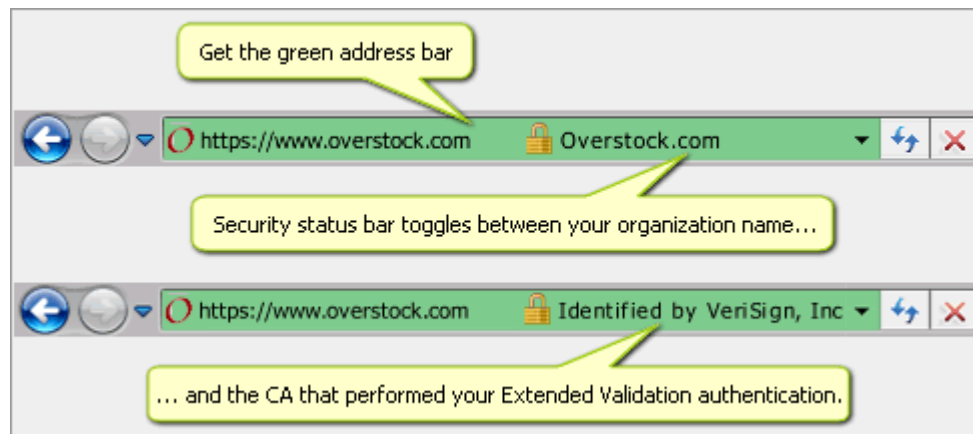 Get the green address bar
https://www.overstock.com Overstock.com
Security status bar toggles between your organization name...
https://www.overstock.com Identified by VeriSign, Inc
... and the CA that performed your Extended Validation authentication.